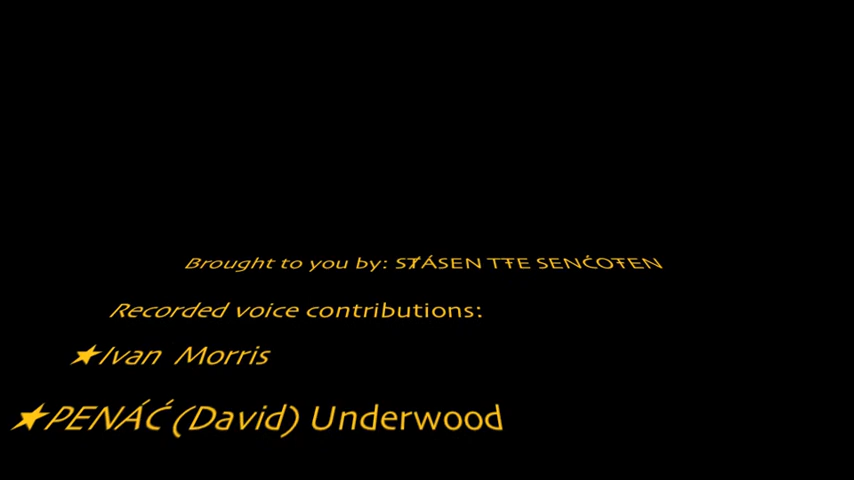 Brought to you by: SȾÁSEN TŦE SENĆOŦEN
Recorded voice contributions:
★Ivan Morris
★PENÁĆ (David) Underwood